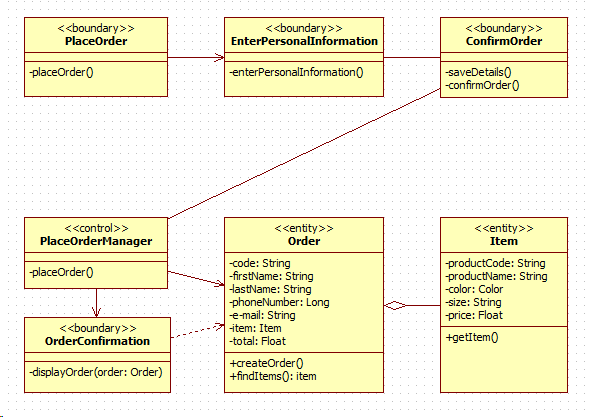 <<boundary>>
PlaceOrder
-placeOrder()
<<boundary>>
EnterPersonalInformation
-enterPersonalInformation()
<<boundary>>
ConfirmOrder
-saveDetails()
-confirmOrder()
<<control>>
PlaceOrderManager
-placeOrder()
<<boundary>>
OrderConfirmation
-displayOrder(order: Order)
<<entity>>
Order
-code: String
-firstName: String
-lastName: String
-phoneNumber: Long
-e-mail: String
-item: Item
-total: Float
+createOrder()
+findItems(): item
<<entity>>
Item
-productCode: String
-productName: String
-color: Color
-size: String
-price: Float
+getItem()